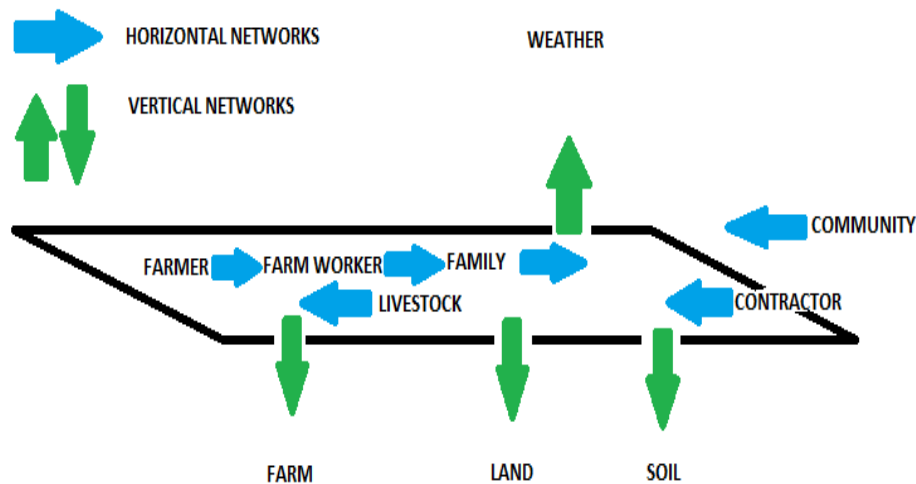 HORIZONTAL NETWORKS
WEATHER
VERTICAL NETWORKS
COMMUNITY
FARMER
FARM WORKER
FAMILY
LIVESTOCK
CONTRACTOR
FARM
LAND
SOIL